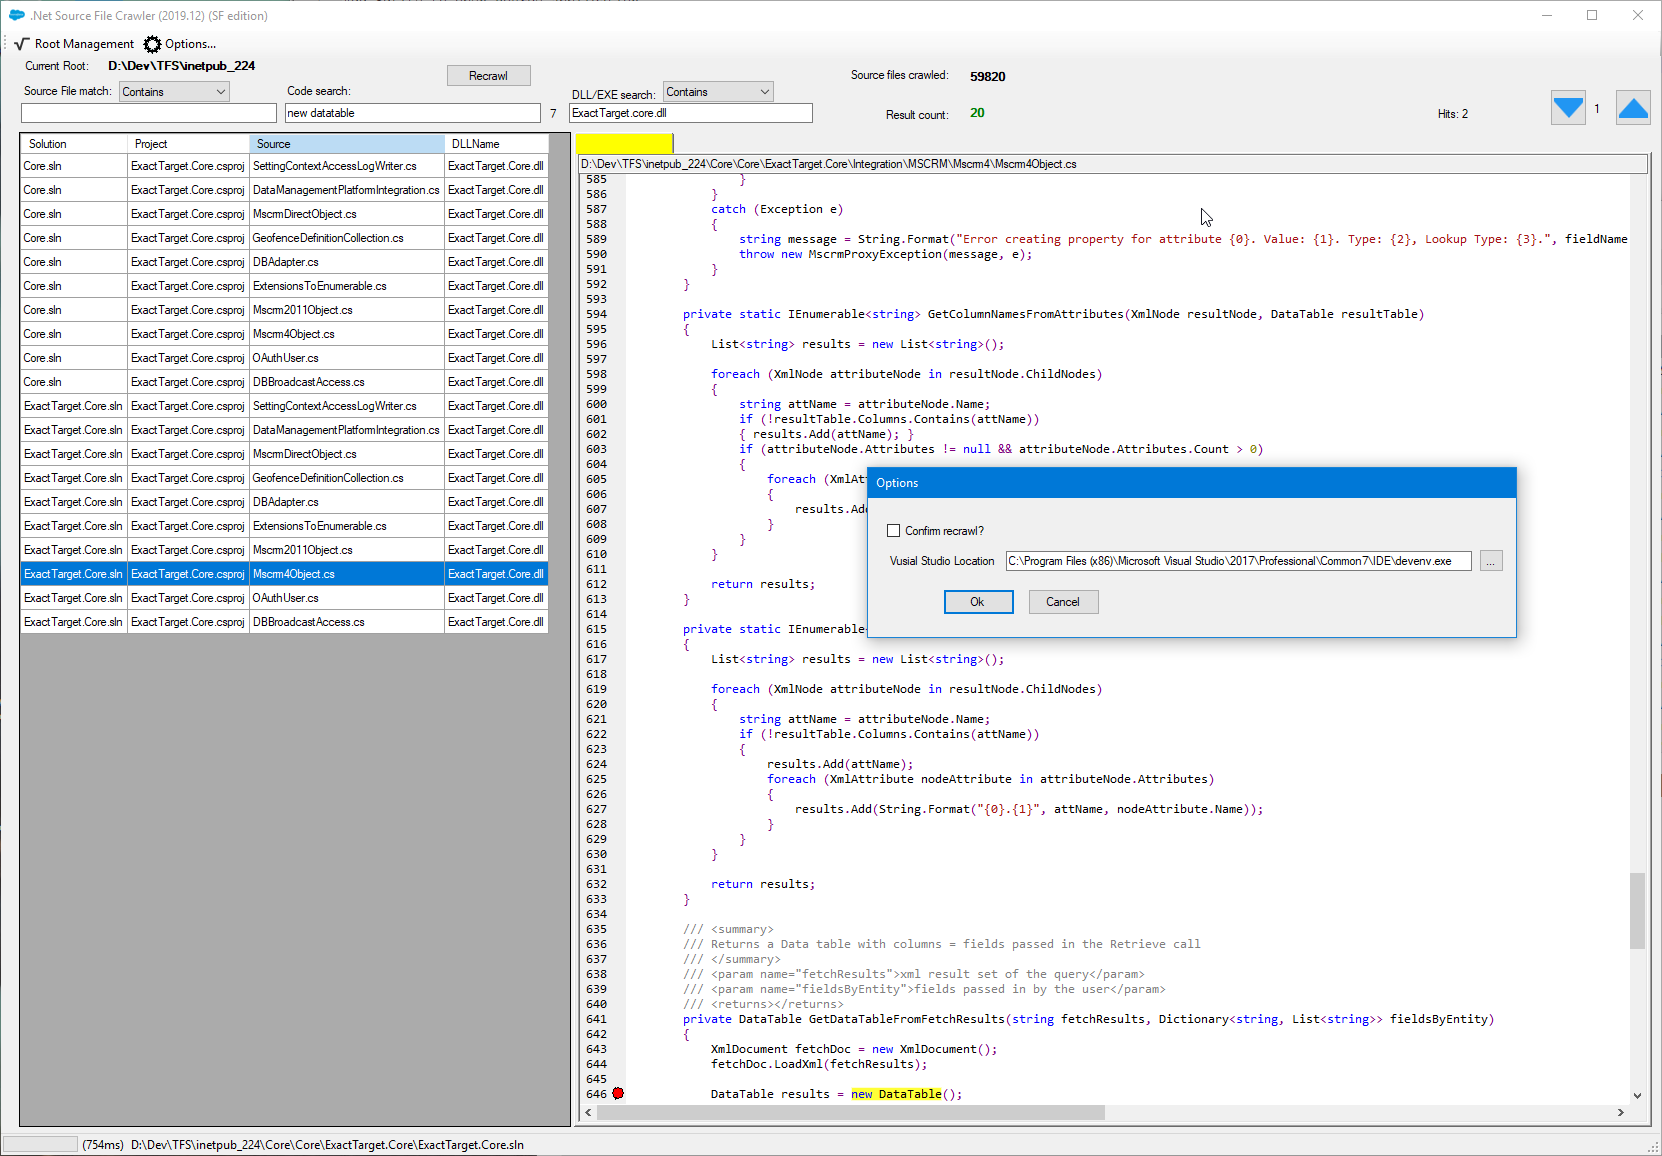 .Net Source File Crawler (2019.12) (SF edition)
Root Management Options...
Current Root: D:\Dev\TFS\inetpub_224
Recrawl
Source files crawled: 59820
Source File match: Contains Code search: DLL/EXE search: Contains
new datatable 7 ExactTarget.core.dll
Result count: 20 Hits: 2 1
Solution Project Source DLLName
Core.sln ExactTarget.Core.csproj SettingContextAccessLogWriter.cs ExactTarget.Core.dll
Core.sln ExactTarget.Core.csproj DataManagementPlatformIntegration.cs ExactTarget.Core.dll
Core.sln ExactTarget.Core.csproj MscrmDirectObject.cs ExactTarget.Core.dll
Core.sln ExactTarget.Core.csproj GeofenceDefinitionCollection.cs ExactTarget.Core.dll
Core.sln ExactTarget.Core.csproj DBAdapter.cs ExactTarget.Core.dll
Core.sln ExactTarget.Core.csproj ExtensionsToEnumerable.cs ExactTarget.Core.dll
Core.sln ExactTarget.Core.csproj Mscrm2011Object.cs ExactTarget.Core.dll
Core.sln ExactTarget.Core.csproj Mscrm4Object.cs ExactTarget.Core.dll
Core.sln ExactTarget.Core.csproj OAuthUser.cs ExactTarget.Core.dll
Core.sln ExactTarget.Core.csproj DBBroadcastAccess.cs ExactTarget.Core.dll
ExactTarget.Core.sln ExactTarget.Core.csproj SettingContextAccessLogWriter.cs ExactTarget.Core.dll
ExactTarget.Core.sln ExactTarget.Core.csproj DataManagementPlatformIntegration.cs ExactTarget.Core.dll
ExactTarget.Core.sln ExactTarget.Core.csproj MscrmDirectObject.cs ExactTarget.Core.dll
ExactTarget.Core.sln ExactTarget.Core.csproj GeofenceDefinitionCollection.cs ExactTarget.Core.dll
ExactTarget.Core.sln ExactTarget.Core.csproj DBAdapter.cs ExactTarget.Core.dll
ExactTarget.Core.sln ExactTarget.Core.csproj ExtensionsToEnumerable.cs ExactTarget.Core.dll
ExactTarget.Core.sln ExactTarget.Core.csproj Mscrm2011Object.cs ExactTarget.Core.dll
ExactTarget.Core.sln ExactTarget.Core.csproj Mscrm4Object.cs ExactTarget.Core.dll
ExactTarget.Core.sln ExactTarget.Core.csproj OAuthUser.cs ExactTarget.Core.dll
ExactTarget.Core.sln ExactTarget.Core.csproj DBBroadcastAccess.cs ExactTarget.Core.dll
D:\Dev\TFS\inetpub_224\Core\Core\ExactTarget.Core\Integration\MSCRM\Mscrm4\Mscrm4Object.cs
585 }
586 }
587 catch (Exception e)
588 {
589 string message = String.Format("Error creating property for attribute {0}. Value: {1}. Type: {2}, Lookup Type: {3}.", fieldName
590 throw new MscrmProxyException(message, e);
591 }
592 }
593
594 private static IEnumerable<string> GetColumnNamesFromAttributes(XmlNode resultNode, DataTable resultTable)
595 {
596 List<string> results = new List<string>();
597
598 foreach (XmlNode attributeNode in resultNode.ChildNodes)
599 {
600 string attName = attributeNode.Name;
601 if (!resultTable.Columns.Contains(attName))
602 { results.Add(attName); }
603 if (attributeNode.Attributes != null && attributeNode.Attributes.Count > 0)
604 {
605 foreach (XmlAt
606 {
607 results.Ad
608 }
609 }
610 }
611
612 return results;
613 }
614
615 private static IEnumerable
616 {
617 List<string> results = new List<string>();
618
619 foreach (XmlNode attributeNode in resultNode.ChildNodes)
620 {
621 string attName = attributeNode.Name;
622 if (!resultTable.Columns.Contains(attName))
623 {
624 results.Add(attName);
625 foreach (XmlAttribute nodeAttribute in attributeNode.Attributes)
626 {
627 results.Add(String.Format("{0}.{1}", attName, nodeAttribute.Name));
628 }
629 }
630 }
631
632 return results;
633 }
634
635 /// <summary>
636 /// Returns a Data table with columns = fields passed in the Retrieve call
637 /// </summary>
638 /// <param name="fetchResults">xml result set of the query</param>
639 /// <param name="fieldsByEntity">fields passed in by the user</param>
640 /// <returns></returns>
641 private DataTable GetDataTableFromFetchResults(string fetchResults, Dictionary<string, List<string>> fieldsByEntity)
642 {
643 XmlDocument fetchDoc = new XmlDocument();
644 fetchDoc.LoadXml(fetchResults);
645
646 DataTable results = new DataTable();
Options
Confirm recrawl?
Vusial Studio Location C:\Program Files (x86)\Microsoft Visual Studio\2017\Professional\Common7\IDE\devenv.exe ...
Ok Cancel
(754ms) D:\Dev\TFS\inetpub_224\Core\Core\ExactTarget.Core\ExactTarget.Core.sln